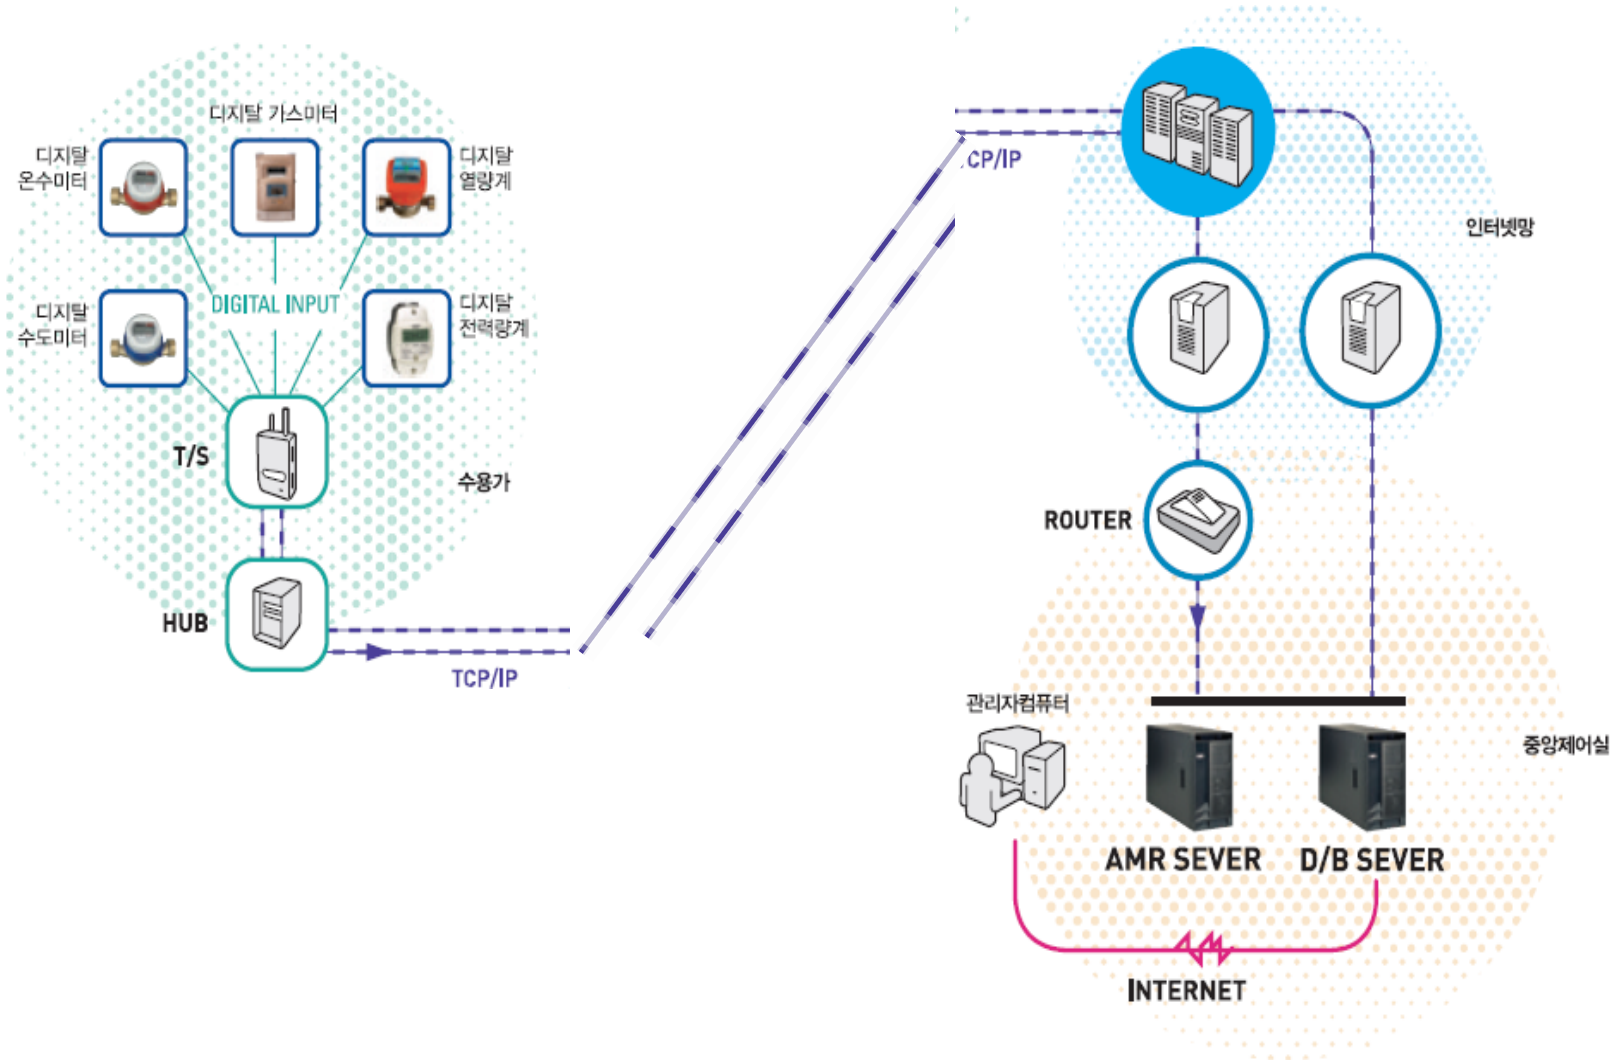 디지털 가스미터
디지탈
온수미터
디지탈
열량계
DIGITAL INPUT
디지탈
수도미터
디지탈
전력량계
T/S
수용가
HUB
TCP/IP
CP/IP
인터넷망
ROUTER
관리자컴퓨터
중앙제어실
AMR SEVER
D/B SEVER
INTERNET